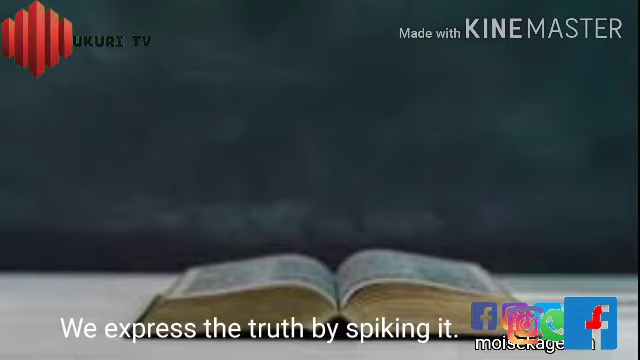 UKURI TV
Made with KINEMASTER
We express the truth by spiking it.